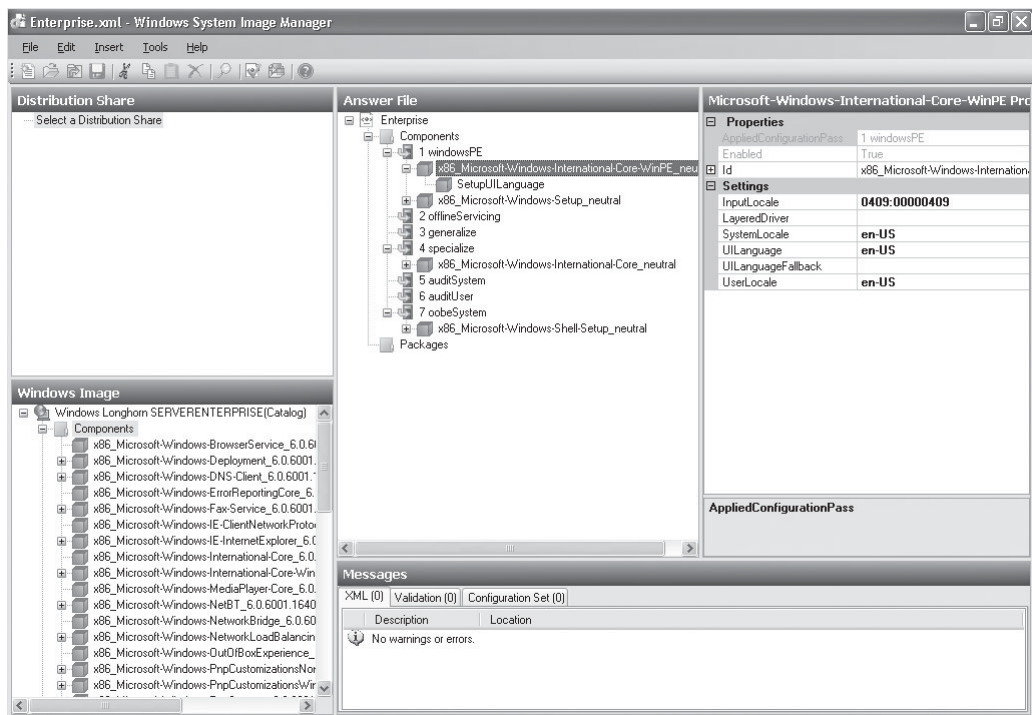 Enterprise.xml - Windows System Image Manager
File Edit Insert Tools Help
Distribution Share
Select a Distribution Share
Windows Image
Windows Longhorn SERVERENTERPRISE(Catalog)
Components
x86_Microsoft-Windows-BrowserService_6.0.6
x86_Microsoft-Windows-Deployment_6.0.6001.
x86_Microsoft-Windows-DNS-Client_6.0.6001.
x86_Microsoft-Windows-ErrorReportingCore_6.
x86_Microsoft-Windows-Fax-Service_6.0.6001.
x86_Microsoft-Windows-IE-ClientNetworkProto
x86_Microsoft-Windows-IE-InternetExplorer_6.0
x86_Microsoft-Windows-International-Core_6.0.
x86_Microsoft-Windows-International-Core-Win
x86_Microsoft-Windows-MediaPlayer-Core_6.0.
x86_Microsoft-Windows-NetBT_6.0.6001.1640
x86_Microsoft-Windows-NetworkBridge_6.0.60
x86_Microsoft-Windows-NetworkLoadBalancin
x86_Microsoft-Windows-OutOfBoxExperience_
x86_Microsoft-Windows-PnpCustomizationsNor
x86_Microsoft-Windows-PnpCustomizationsWir
Answer File
Enterprise
Components
1 windowsPE
x86_Microsoft-Windows-International-Core-WinPE_neu
SetupUILanguage
x86_Microsoft-Windows-Setup_neutral
2 offlineServicing
3 generalize
4 specialize
x86_Microsoft-Windows-International-Core_neutral
5 auditSystem
6 auditUser
7 oobeSystem
x86_Microsoft-Windows-Shell-Setup_neutral
Packages
Microsoft-Windows-International-Core-WinPE Pro
Properties
AppliedConfigurationPass 1 windowsPE
Enabled True
Id x86_Microsoft-Windows-Internation
Settings
InputLocale 0409:00000409
LayeredDriver
SystemLocale en-US
UILanguage en-US
UILanguageFallback
UserLocale en-US
AppliedConfigurationPass
Messages
XML (0) Validation (0) Configuration Set (0)
Description Location
No warnings or errors.